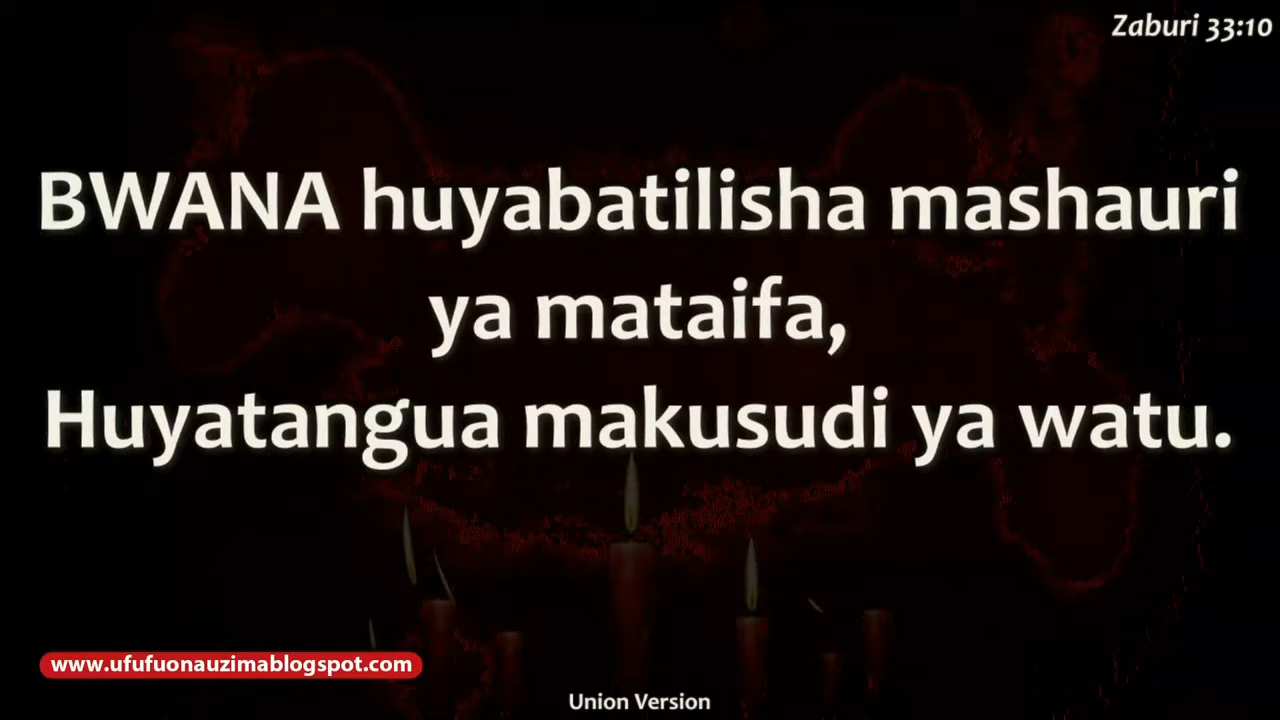 Zaburi 33:10
BWANA huyabatilisha mashauri
ya mataifa,
Huyatangua makusudi ya watu.
www.ufufuonauzimablogspot.com
Union Version